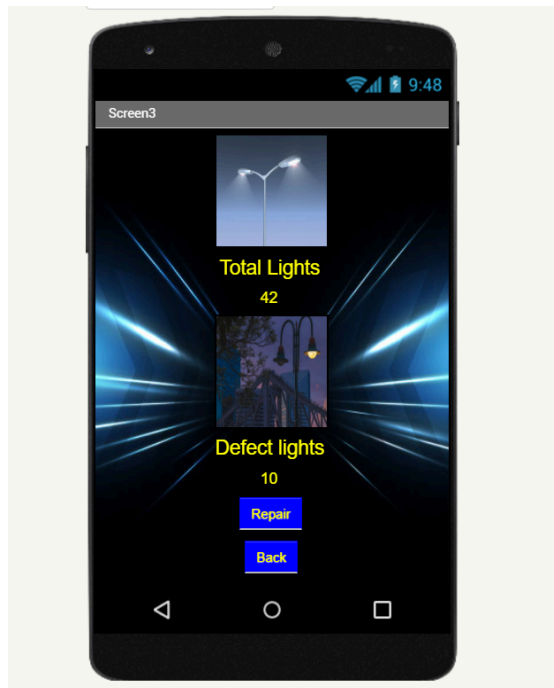 9:48
Screen3
Total Lights
42
Defect lights
10
Repair
Back